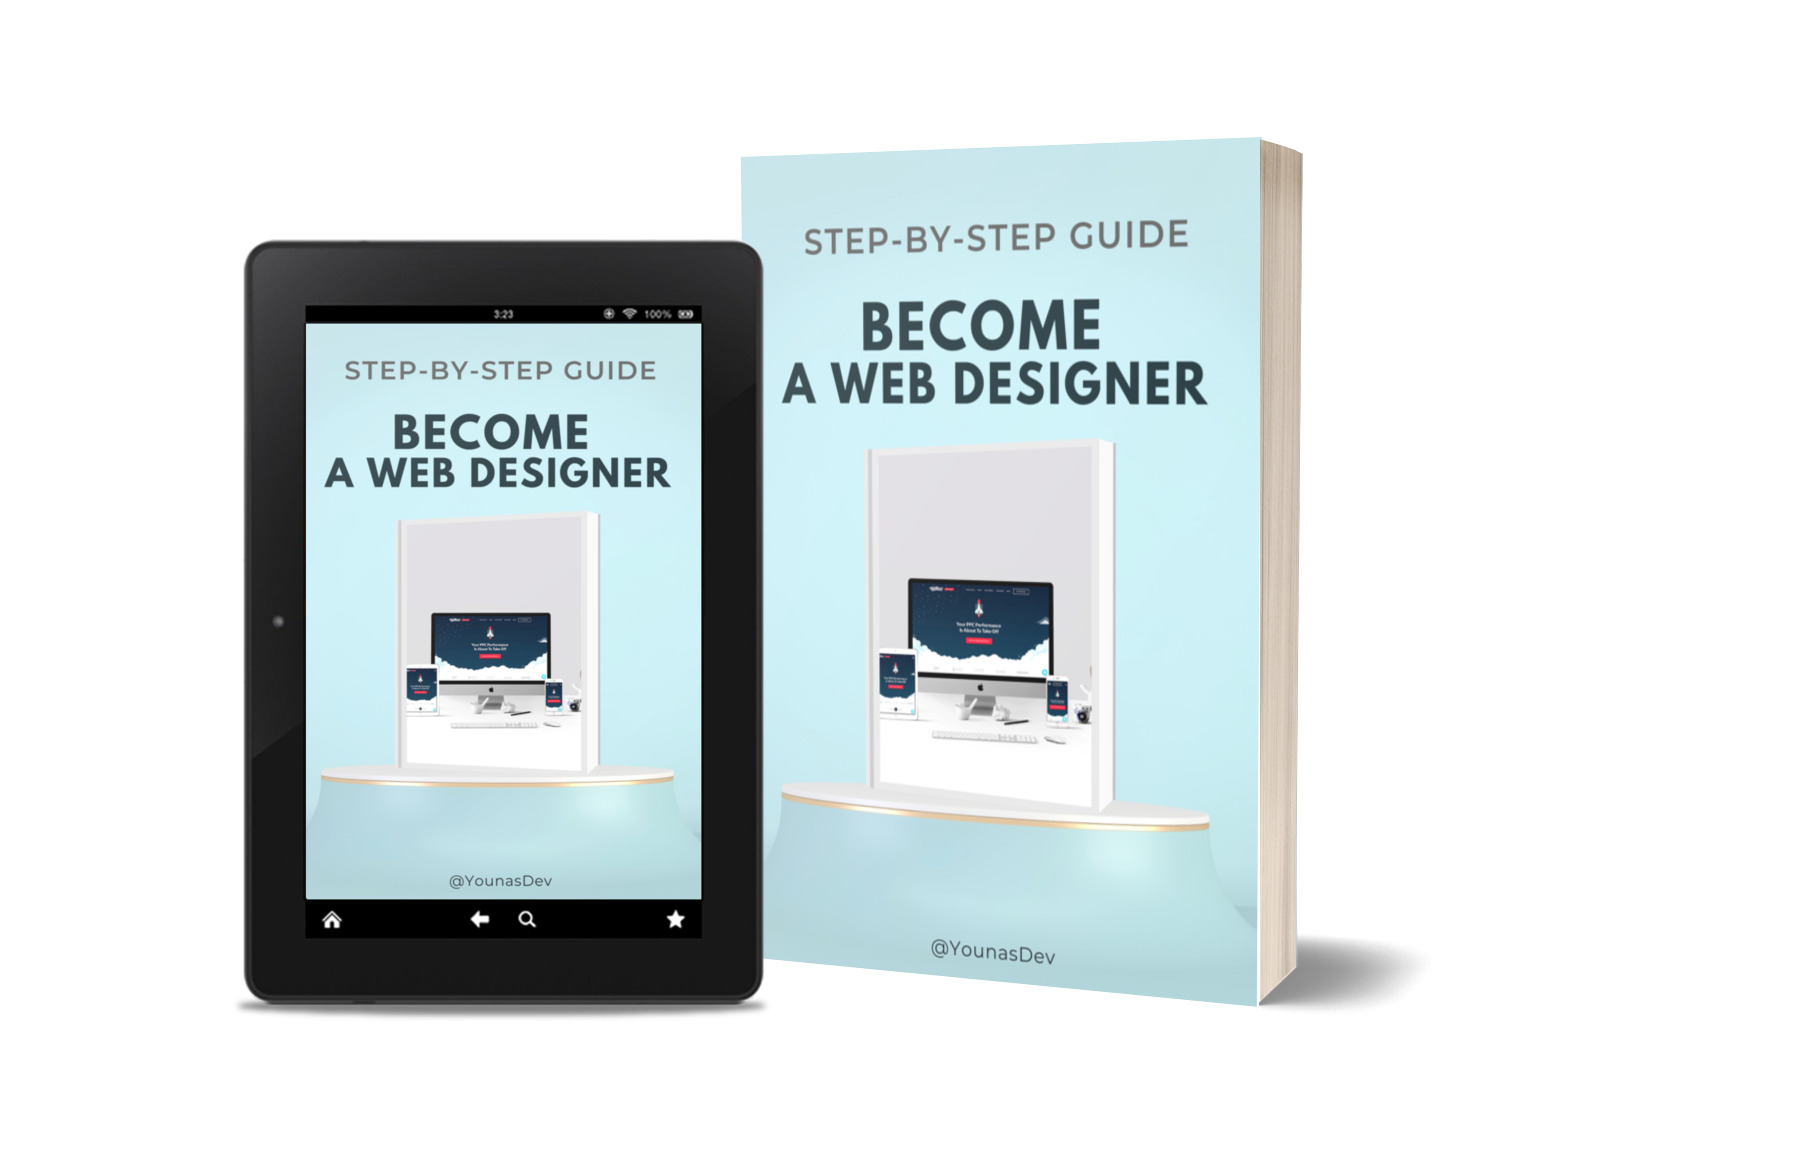 3:23
100%
STEP-BY-STEP GUIDE
BECOME
A WEB DESIGNER
Your PPC Performance
Is About To Take Off
@YounasDev
STEP-BY-STEP GUIDE
BECOME
A WEB DESIGNER
Your PPC Performance
Is About To Take Off
@YounasDev